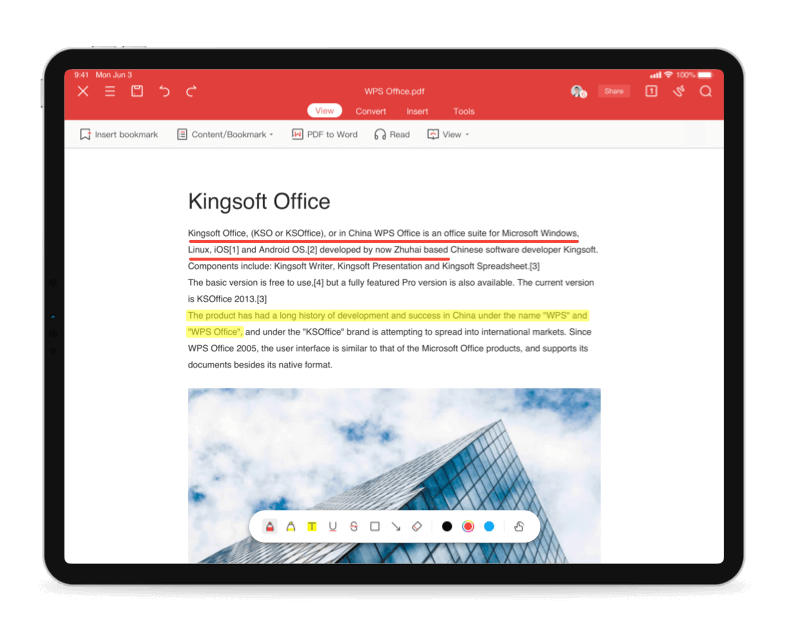 9:41 Mon Jun 3
100%
WPS Office.pdf
Share
1
View Convert Insert Tools
Insert bookmark Content/Bookmark PDF to Word Read View
Kingsoft Office
Kingsoft Office, (KSO or KSOffice), or in China WPS Office is an office suite for Microsoft Windows,
Linux, iOS[1] and Android OS,[2] developed by now Zhuhai based Chinese software developer Kingsoft.
Components include: Kingsoft Writer, Kingsoft Presentation and Kingsoft Spreadsheet.[3]
The basic version is free to use,[4] but a fully featured Pro version is also available. The current version
is KSOffice 2013.[3]
The product has had a long history of development and success in China under the name "WPS" and
"WPS Office", and under the "KSOffice" brand is attempting to spread into international markets. Since
WPS Office 2005, the user interface is similar to that of the Microsoft Office products, and supports its
documents besides its native format.
T U S